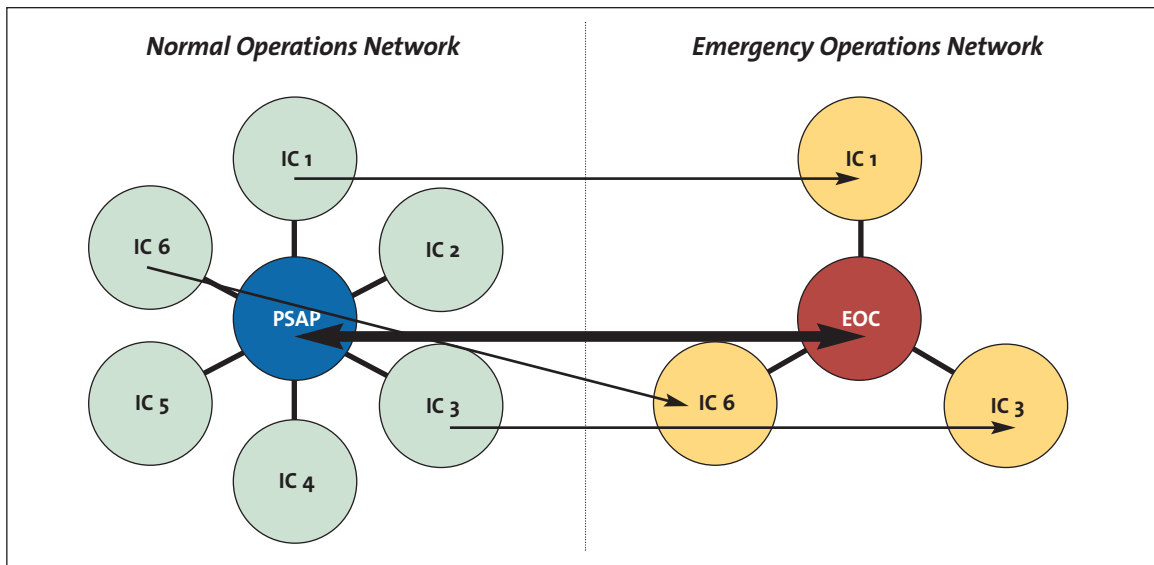 Normal Operations Network
Emergency Operations Network
IC 1
IC 6
IC 2
PSAP
IC 5
IC 3
IC 4
IC 1
EOC
IC 6
IC 3